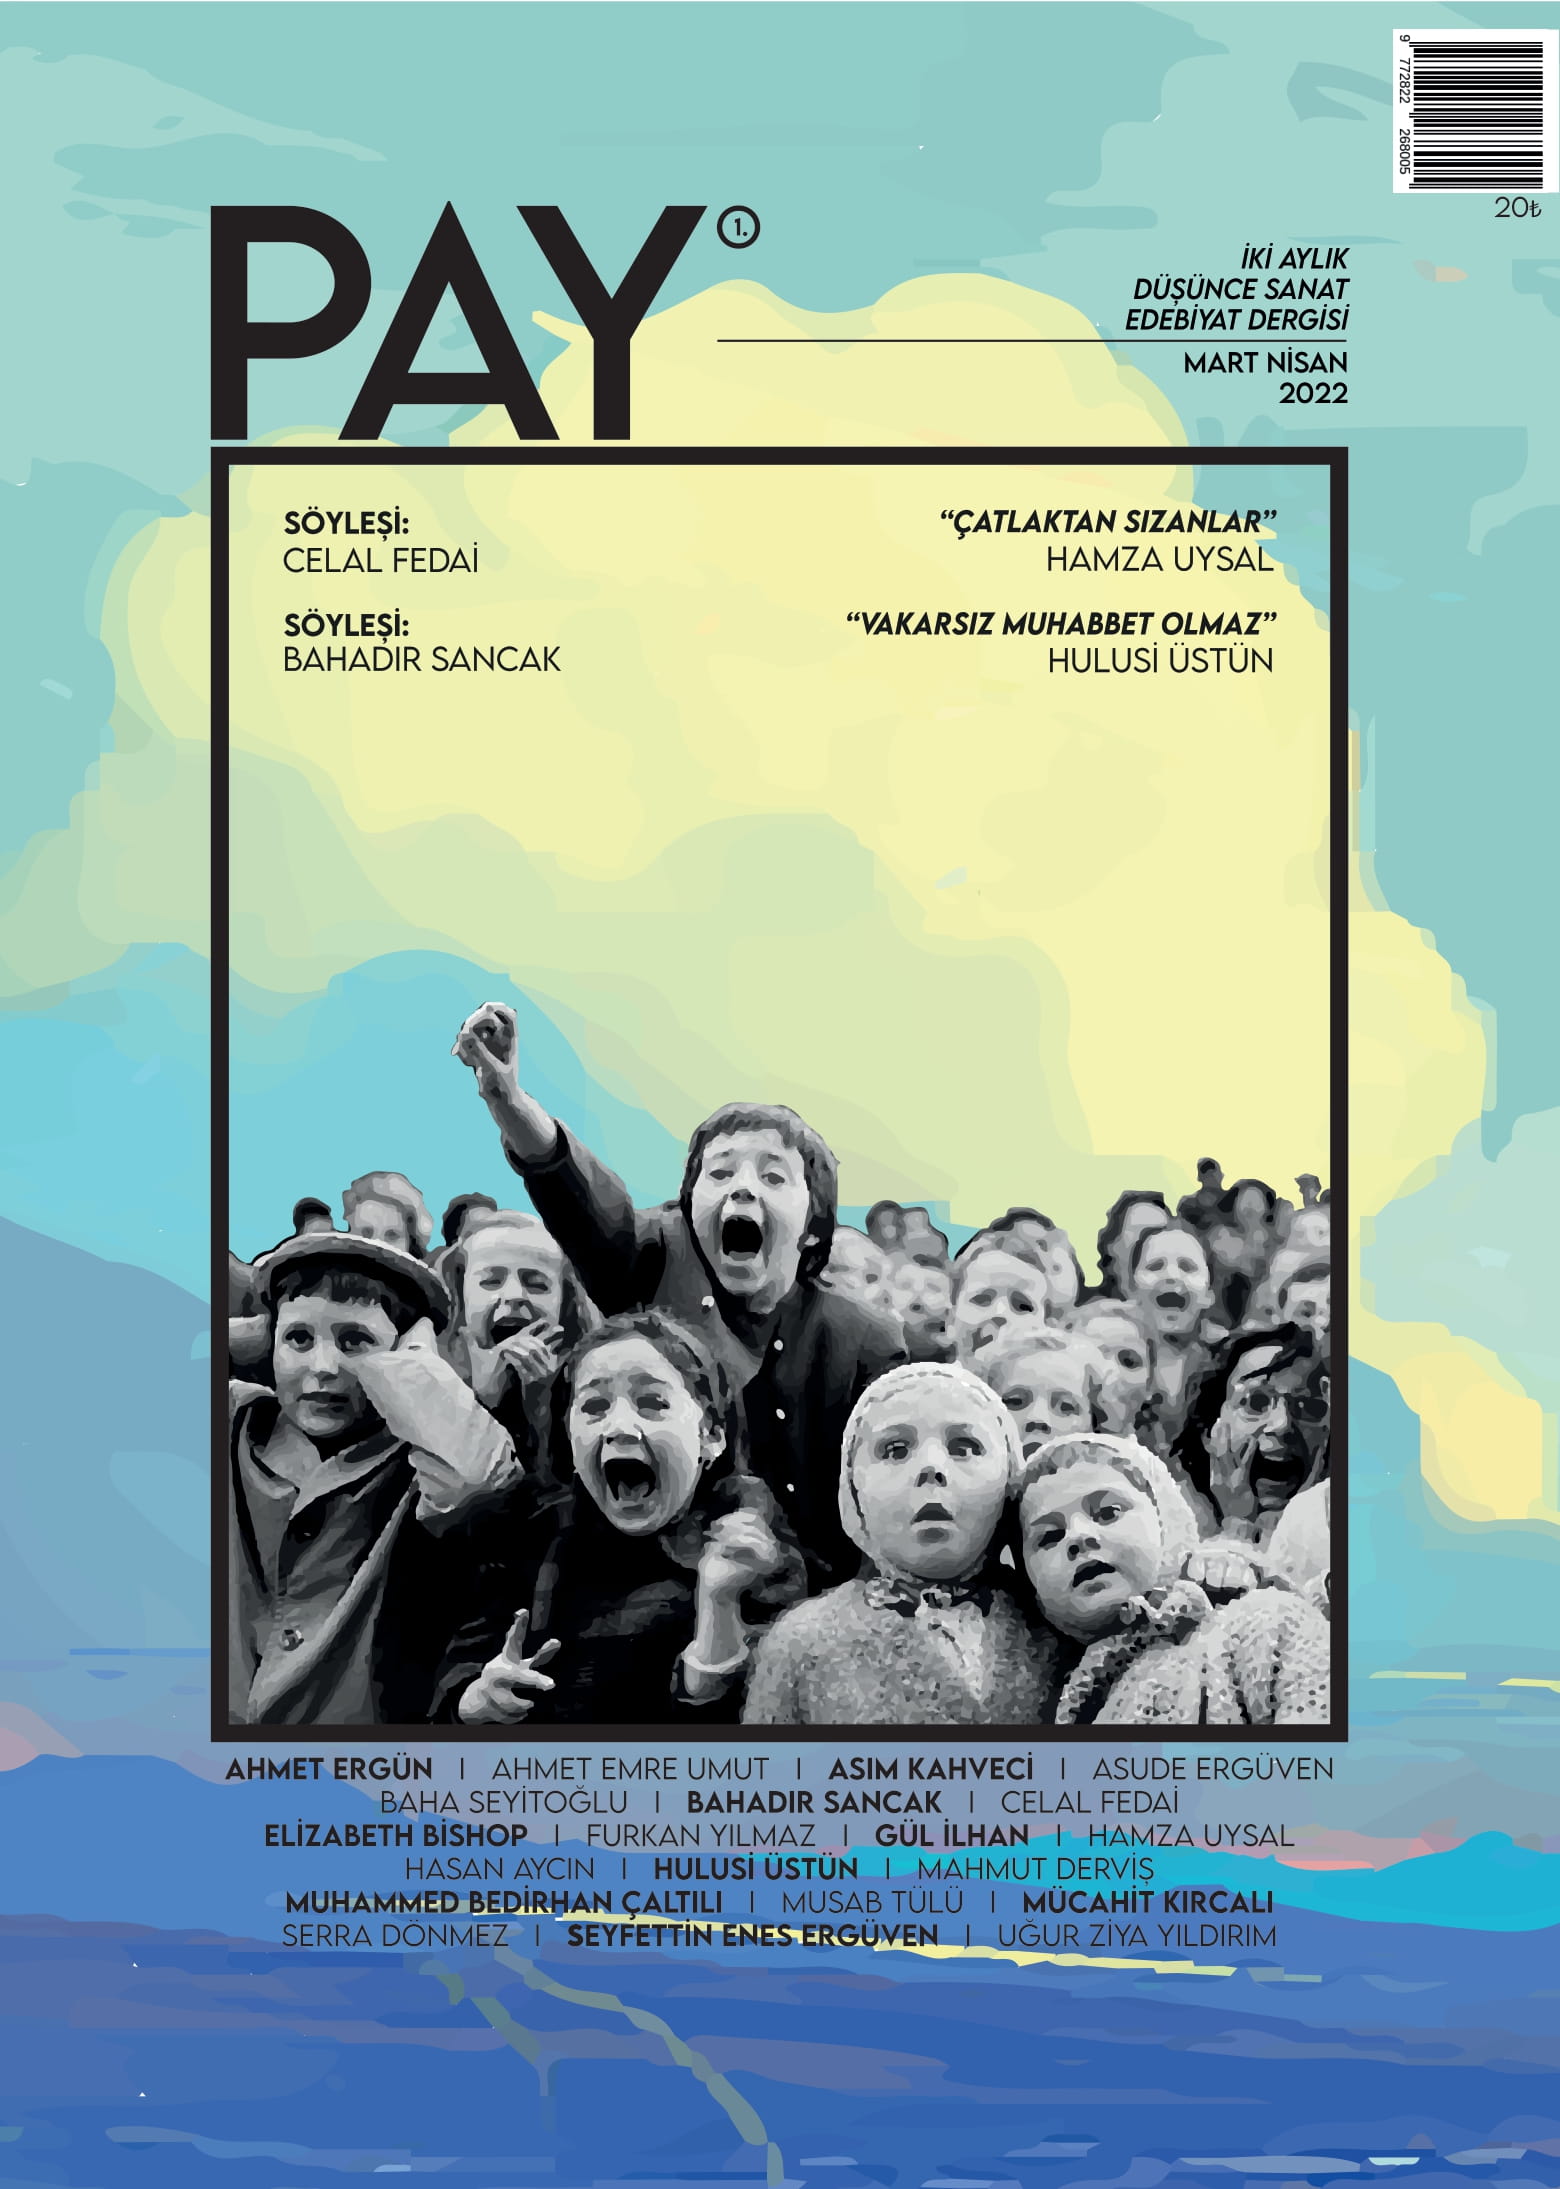 9 772822 268005
20₺
PAY 1.
İKİ AYLIK
DÜŞÜNCE SANAT
EDEBİYAT DERGİSİ
MART NİSAN
2022
SÖYLEŞİ:
CELAL FEDAİ
SÖYLEŞİ:
BAHADIR SANCAK
“ÇATLAKTAN SIZANLAR”
HAMZA UYSAL
“VAKARSIZ MUHABBET OLMAZ”
HULUSİ ÜSTÜN
AHMET ERGÜN | AHMET EMRE UMUT | ASIM KAHVECİ | ASUDE ERGÜVEN
BAHA SEYİTOĞLU | BAHADIR SANCAK | CELAL FEDAİ
ELİZABETH BİSHOP | FURKAN YILMAZ | GÜL İLHAN | HAMZA UYSAL
HASAN AYCIN | HULUSİ ÜSTÜN | MAHMUT DERVİŞ
MUHAMMED BEDİRHAN ÇALTILI | MUSAB TÜLÜ | MÜCAHİT KIRCALI
SERRA DÖNMEZ | SEYFETTİN ENES ERGÜVEN | UĞUR ZİYA YILDIRIM